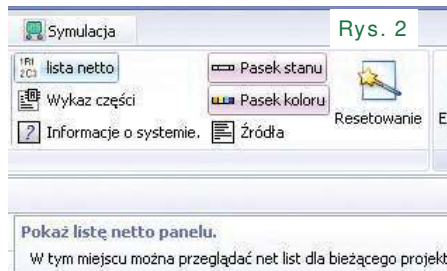 Symulacja
Rys. 2
lista netto
Pasek stanu
Wykaz części
Pasek koloru
Resetowanie
E
Informacje o systemie.
Źródła
Pokaż listę netto panelu.
W tym miejscu można przeglądać net list dla bieżącego projekt